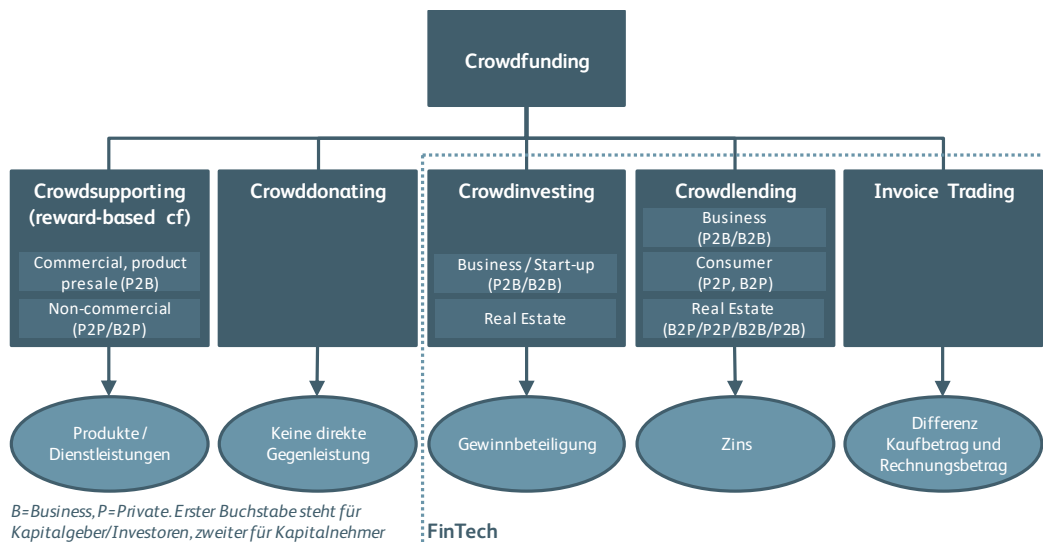 Crowdfunding
Crowdsupporting
(reward-based cf)
Commercial, product
presale (P2B)
Non-commercial
(P2P/B2P)
Crowddonating
Crowdinvesting
Business / Start-up
(P2B/B2B)
Real Estate
Crowdlending
Business
(P2B/B2B)
Consumer
(P2P, B2P)
Real Estate
(B2P/P2P/B2B/P2B)
Invoice Trading
Produkte /
Dienstleistungen
Keine direkte
Gegenleistung
Gewinnbeteiligung
Zins
Differenz
Kaufbetrag und
Rechnungsbetrag
B=Business, P=Private. Erster Buchstabe steht für
Kapitalgeber/Investoren, zweiter für Kapitalnehmer
FinTech